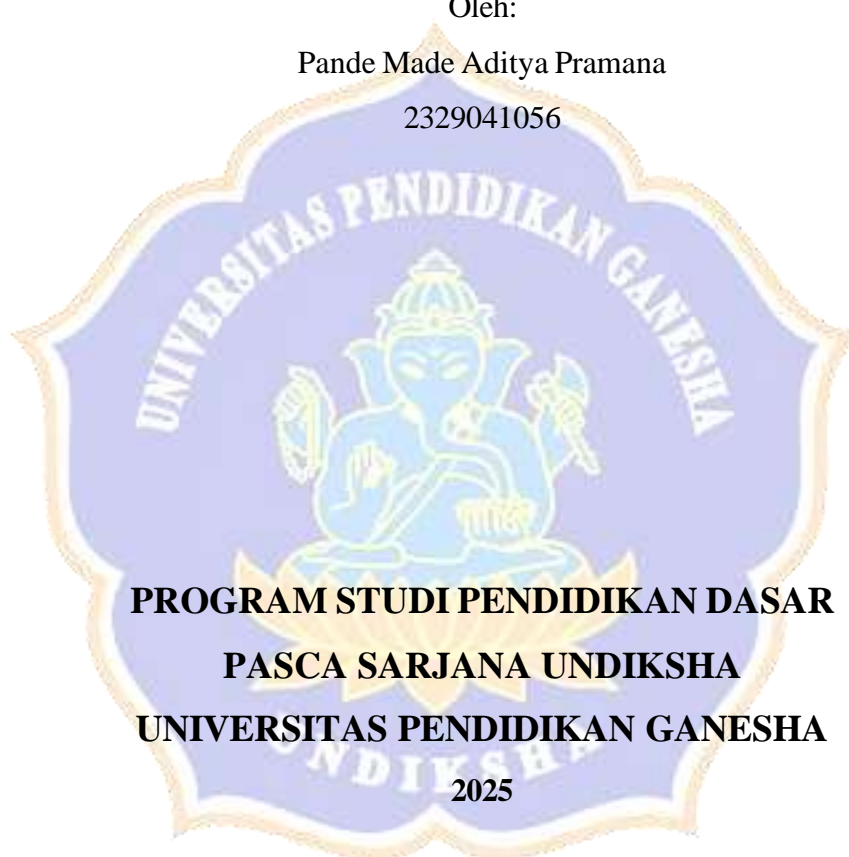 Oleh:
Pande Made Aditya Pramana
2329041056
UNIVERSITAS PENDIDIKAN GANESHA
PROGRAM STUDI PENDIDIKAN DASAR
PASCA SARJANA UNDIKSHA
UNIVERSITAS PENDIDIKAN GANESHA
UNDIKSHA
2025